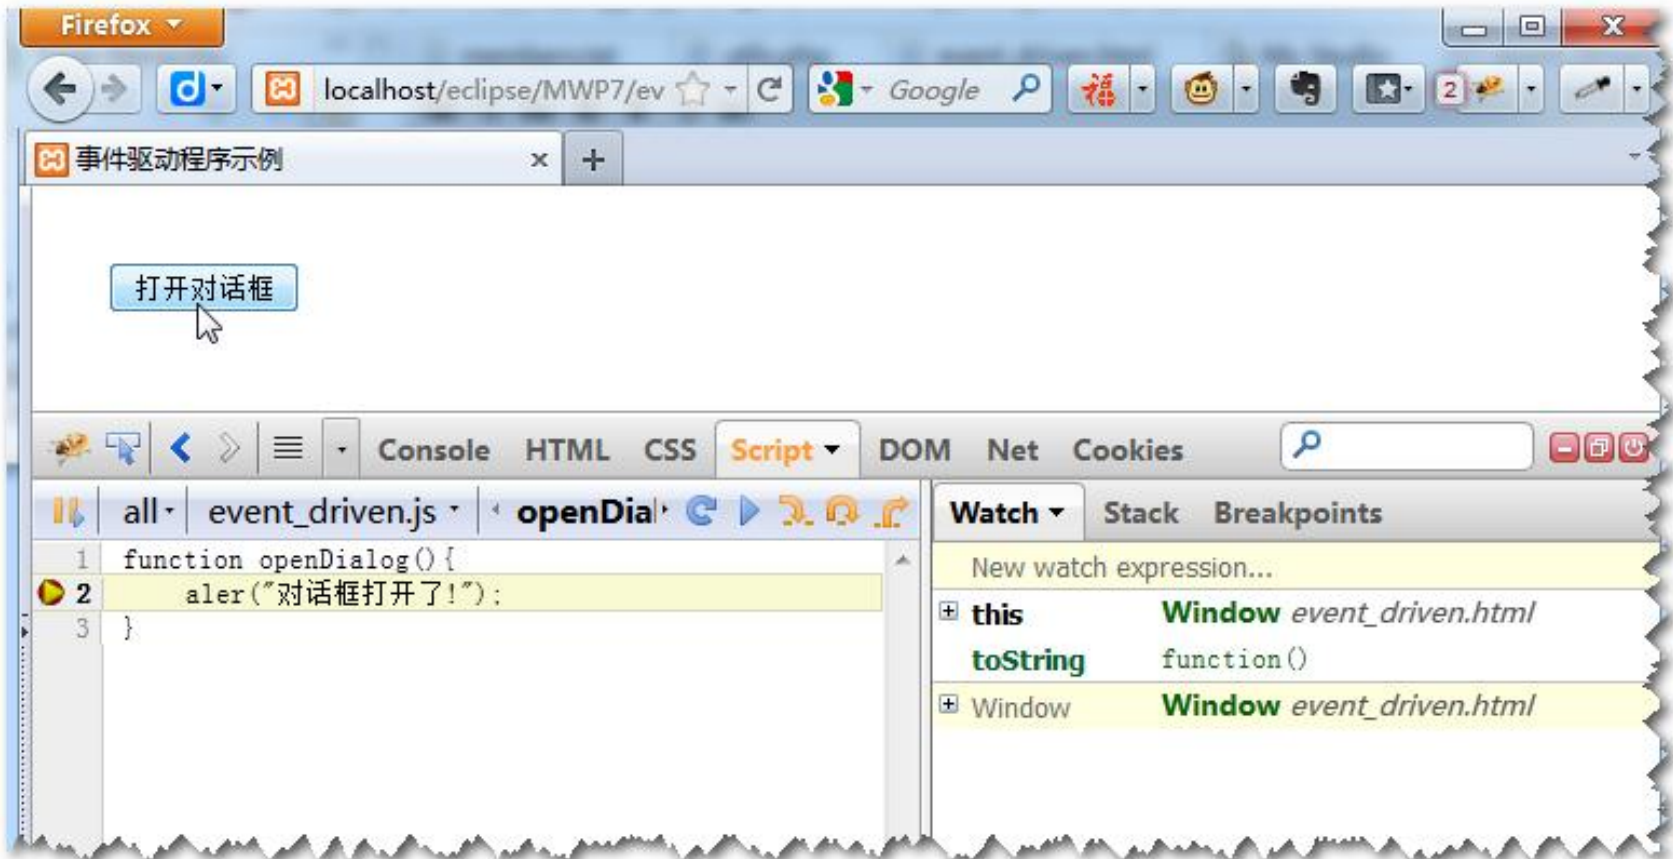 Firefox
localhost/eclipse/MWP7/ev
Google
福
2
事件驱动程序示例
打开对话框
Console HTML CSS Script DOM Net Cookies
all event_driven.js openDial
Watch Stack Breakpoints
1 function openDialog(){
2 aler("对话框打开了!");
3 }
New watch expression...
this Window event_driven.html
toString function()
Window Window event_driven.html